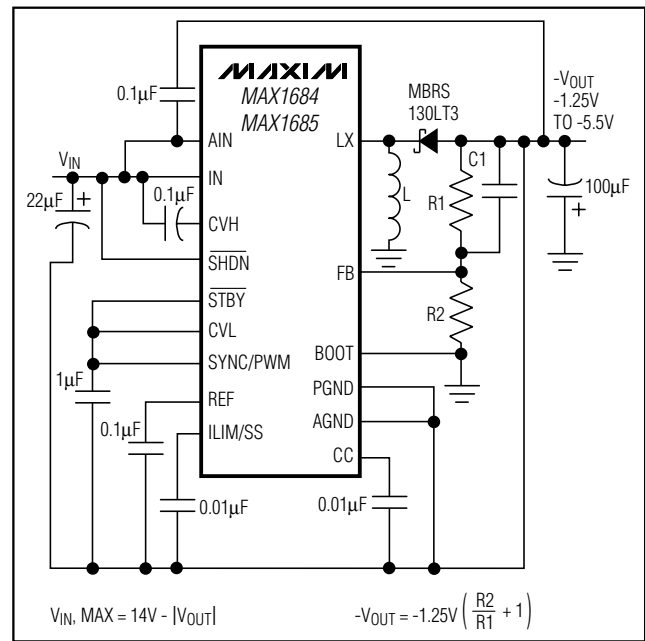 MAXIM
MAX1684
MAX1685
0.1μF
AIN
VIN
IN
22μF
+
0.1μF
CVH
SHDN
STBY
CVL
SYNC/PWM
1μF
REF
0.1μF
ILIM/SS
0.01μF
LX
MBRS
130LT3
-VOUT
-1.25V
TO -5.5V
C1
L
R1
100μF
+
FB
R2
BOOT
PGND
AGND
CC
0.01μF
VIN, MAX = 14V - |VOUT|
-VOUT = -1.25V ( R2/R1 + 1 )